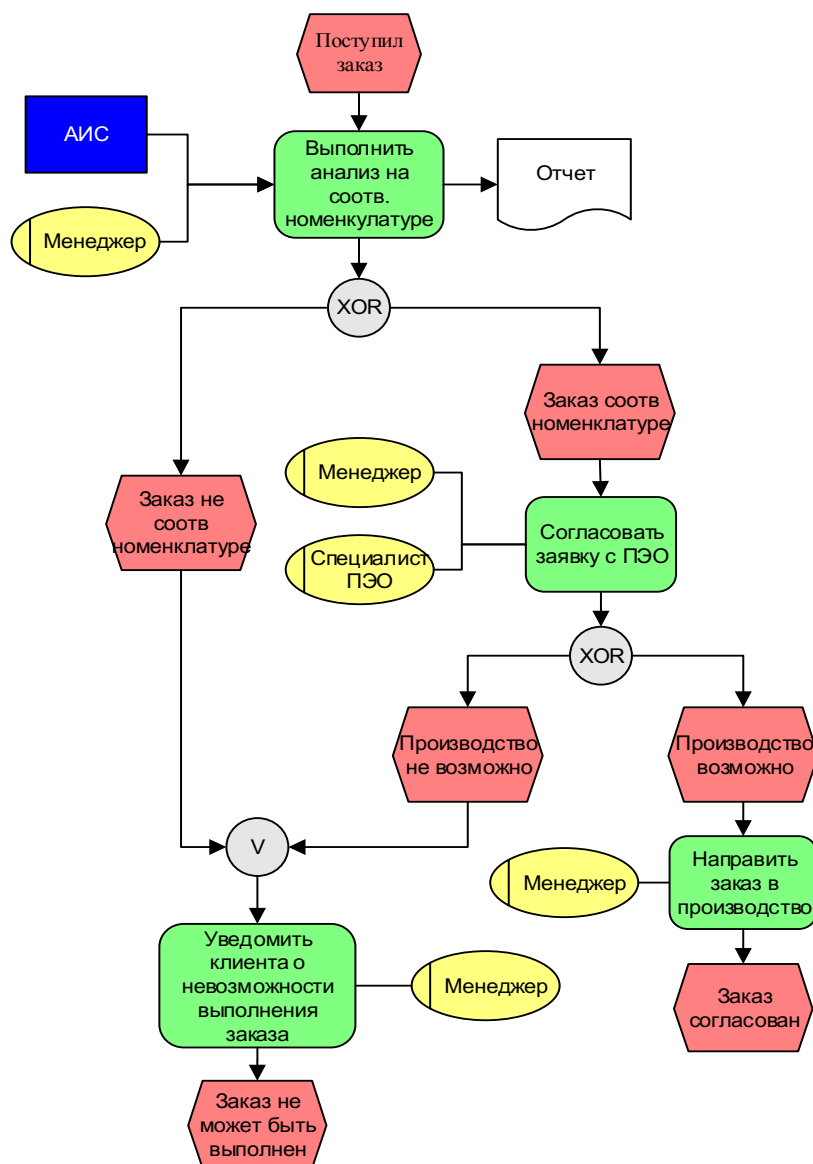 Поступил
заказ
АИС
Выполнить
анализ на
соотв.
номенкулатуре
Отчет
Менеджер
XOR
Заказ соотв
номенклатуре
Менеджер
Заказ не
соотв
номенклатуре
Согласовать
заявку с ПЭО
Специалист
ПЭО
XOR
Производство
не возможно
Производство
возможно
V
Направить
заказ в
производство
Менеджер
Уведомить
клиента о
невозможности
выполнения
заказа
Менеджер
Заказ
согласован
Заказ не
может быть
выполнен